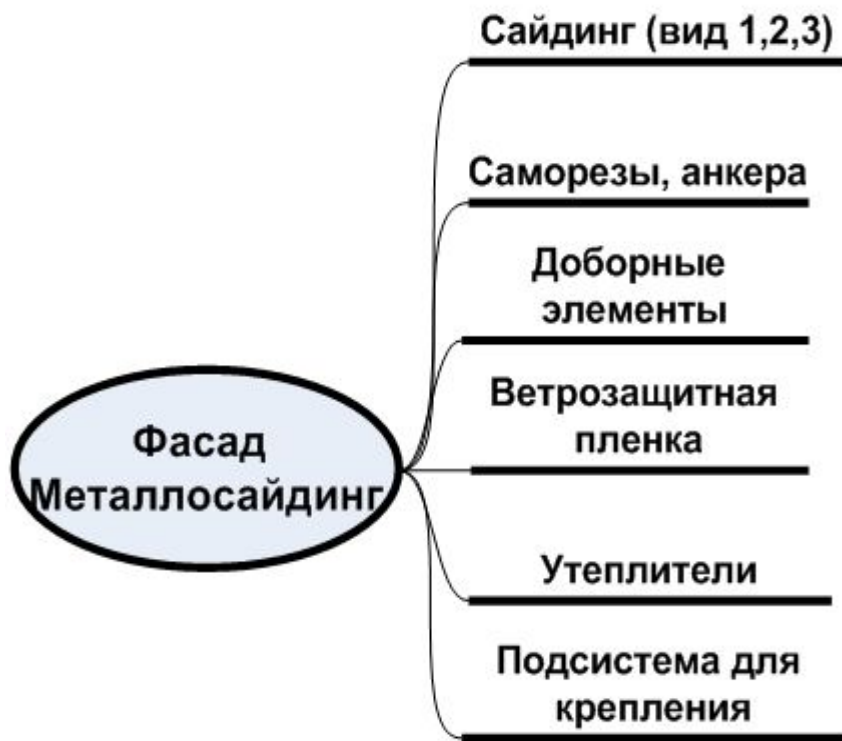 Сайдинг (вид 1,2,3)
Саморезы, анкера
Доборные
элементы
Ветрозащитная
пленка
Фасад
Металлосайдинг
Утеплители
Подсистема для
крепления